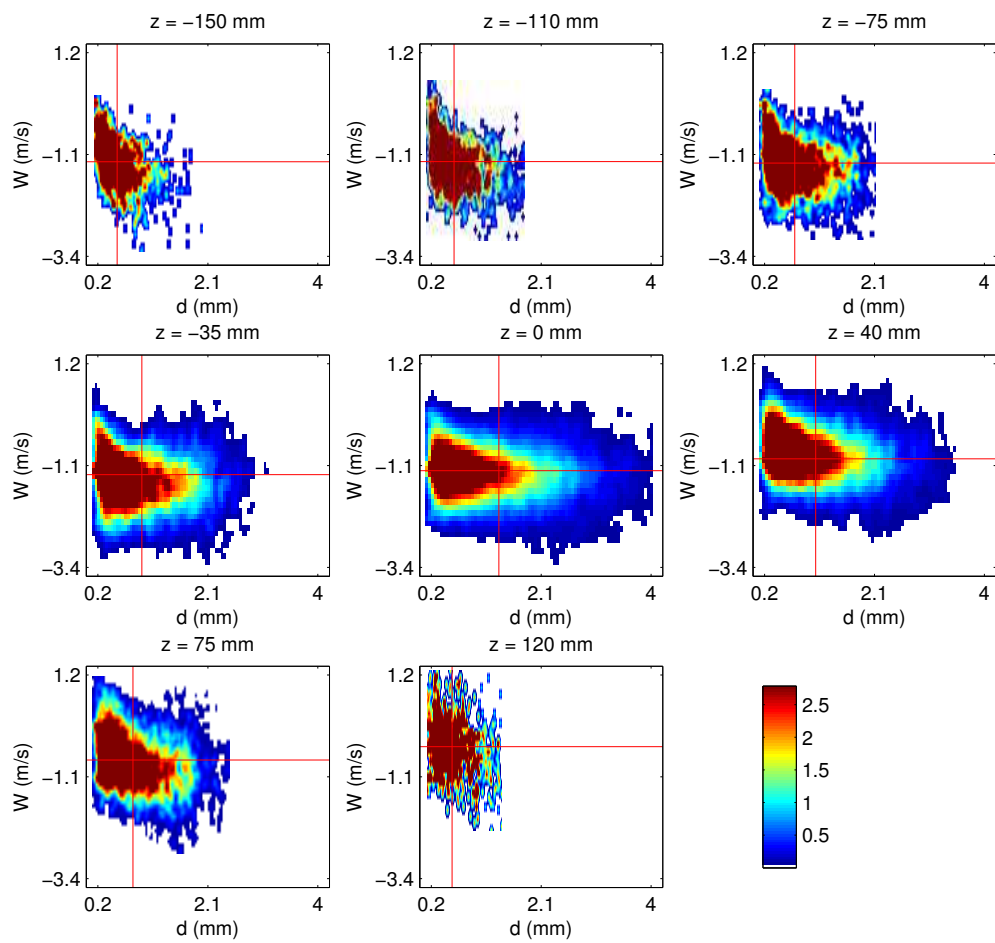 z = −150 mm
z = −110 mm
z = −75 mm
1.2
−1.1
−3.4
W (m/s)
0.2
2.1
4
d (mm)
1.2
−1.1
−3.4
W (m/s)
0.2
2.1
4
d (mm)
1.2
−1.1
−3.4
W (m/s)
0.2
2.1
4
d (mm)
z = −35 mm
z = 0 mm
z = 40 mm
1.2
−1.1
−3.4
W (m/s)
0.2
2.1
4
d (mm)
1.2
−1.1
−3.4
W (m/s)
0.2
2.1
4
d (mm)
1.2
−1.1
−3.4
W (m/s)
0.2
2.1
4
d (mm)
z = 75 mm
z = 120 mm
1.2
−1.1
−3.4
W (m/s)
0.2
2.1
4
d (mm)
1.2
−1.1
−3.4
W (m/s)
0.2
2.1
4
d (mm)
2.5
2
1.5
1
0.5